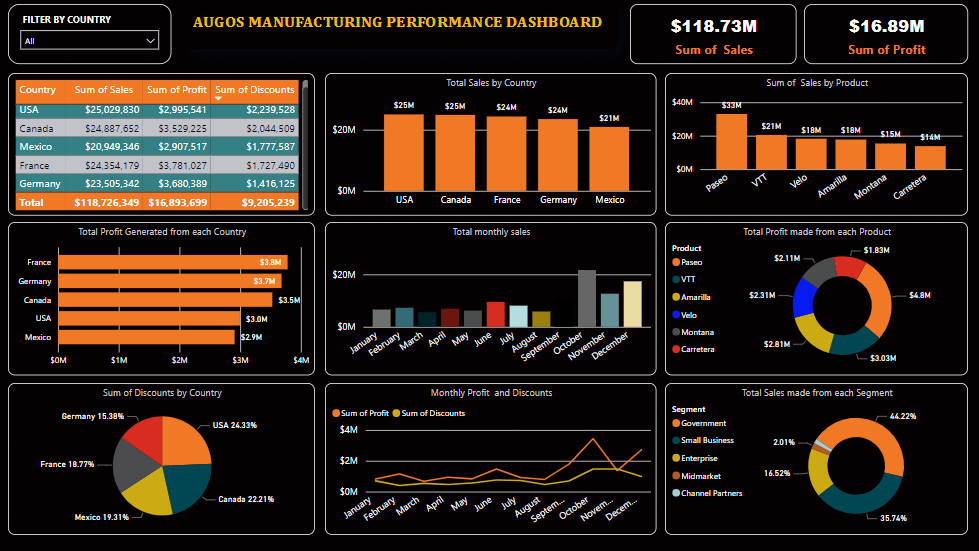 FILTER BY COUNTRY
All
AUGOS MANUFACTURING PERFORMANCE DASHBOARD
$118.73M
Sum of Sales
$16.89M
Sum of Profit
Country Sum of Sales Sum of Profit Sum of Discounts
USA $25,029,830 $2,995,541 $2,239,528
Canada $24,887,652 $3,529,225 $2,044,509
Mexico $20,949,346 $2,907,517 $1,777,587
France $24,354,179 $3,781,027 $1,727,490
Germany $23,505,342 $3,680,389 $1,416,125
Total $118,726,349 $16,893,699 $9,205,239
Total Sales by Country
$25M $25M $24M $24M $21M
$20M
$0M
USA Canada France Germany Mexico
Sum of Sales by Product
$40M
$33M
$21M $18M $18M $15M $14M
$20M
$0M
Paseo VTT Velo Amarilla Montana Carretera
Total Profit Generated from each Country
France $3.8M
Germany $3.7M
Canada $3.5M
USA $3.0M
Mexico $2.9M
$0M $1M $2M $3M $4M
Total monthly sales
$20M
$0M
January February March April May June July August September October November December
Total Profit made from each Product
Product
Paseo
VTT
Amarilla
Velo
Montana
Carretera
$1.83M
$2.11M
$2.31M
$4.8M
$2.81M
$3.03M
Sum of Discounts by Country
Germany 15.38%
USA 24.33%
France 18.77%
Canada 22.21%
Mexico 19.31%
Monthly Profit and Discounts
Sum of Profit Sum of Discounts
$4M
$2M
$0M
January February March April May June July August Septem... October Novem... Decem...
Total Sales made from each Segment
Segment
Government
Small Business
Enterprise
Midmarket
Channel Partners
44.22%
2.01%
16.52%
35.74%